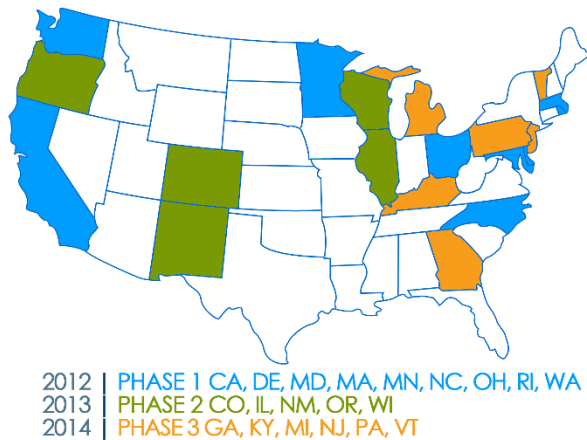 2012 | PHASE 1 CA, DE, MD, MA, MN, NC, OH, RI, WA
2013 | PHASE 2 CO, IL, NM, OR, WI
2014 | PHASE 3 GA, KY, MI, NJ, PA, VT